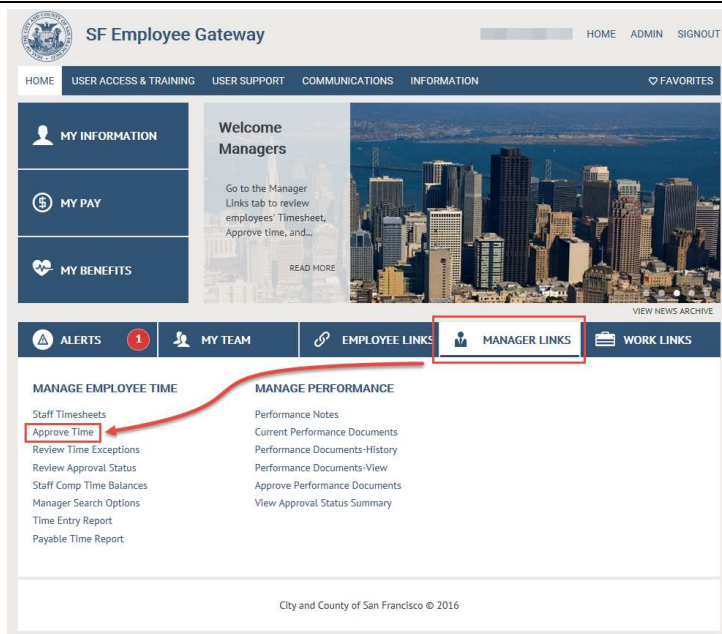 SF Employee Gateway
HOME ADMIN SIGNOUT
HOME USER ACCESS & TRAINING USER SUPPORT COMMUNICATIONS INFORMATION FAVORITES
MY INFORMATION
MY PAY
MY BENEFITS
Welcome
Managers
Go to the Manager
Links tab to review
employees' Timesheet,
Approve time, and...
READ MORE
VIEW NEWS ARCHIVE
ALERTS 1 MY TEAM EMPLOYEE LINKS MANAGER LINKS WORK LINKS
MANAGE EMPLOYEE TIME
Staff Timesheets
Approve Time
Review Time Exceptions
Review Approval Status
Staff Comp Time Balances
Manager Search Options
Time Entry Report
Payable Time Report
MANAGE PERFORMANCE
Performance Notes
Current Performance Documents
Performance Documents-History
Performance Documents-View
Approve Performance Documents
View Approval Status Summary
City and County of San Francisco © 2016